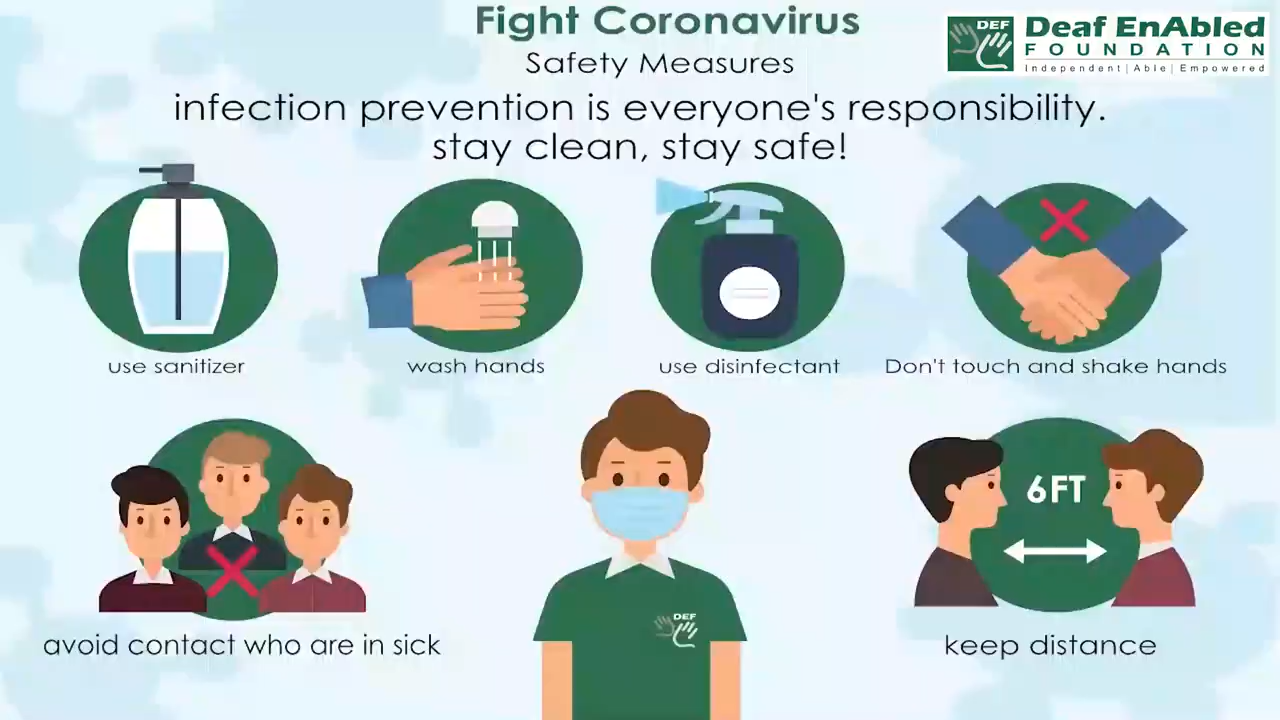 Fight Coronavirus
Safety Measures
DEF
Deaf EnAbled
FOUNDATION
Independent | Able | Empowered
infection prevention is everyone's responsibility.
stay clean, stay safe!
use sanitizer
wash hands
use disinfectant
Don't touch and shake hands
6FT
DEF
avoid contact who are in sick
keep distance